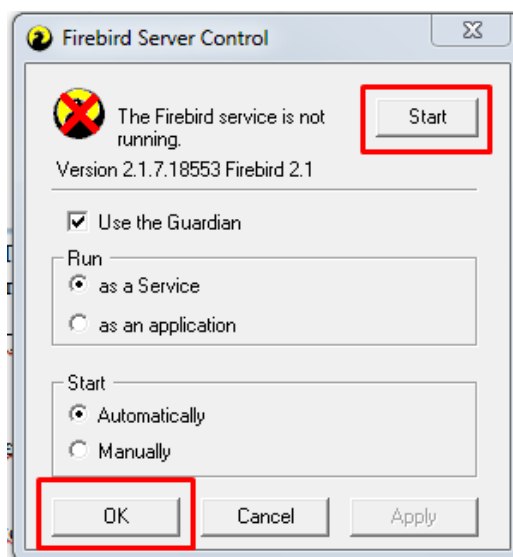 Firebird Server Control
The Firebird service is not
running.
Start
Version 2.1.7.18553 Firebird 2.1
Use the Guardian
Run
as a Service
as an application
Start
Automatically
Manually
OK
Cancel
Apply